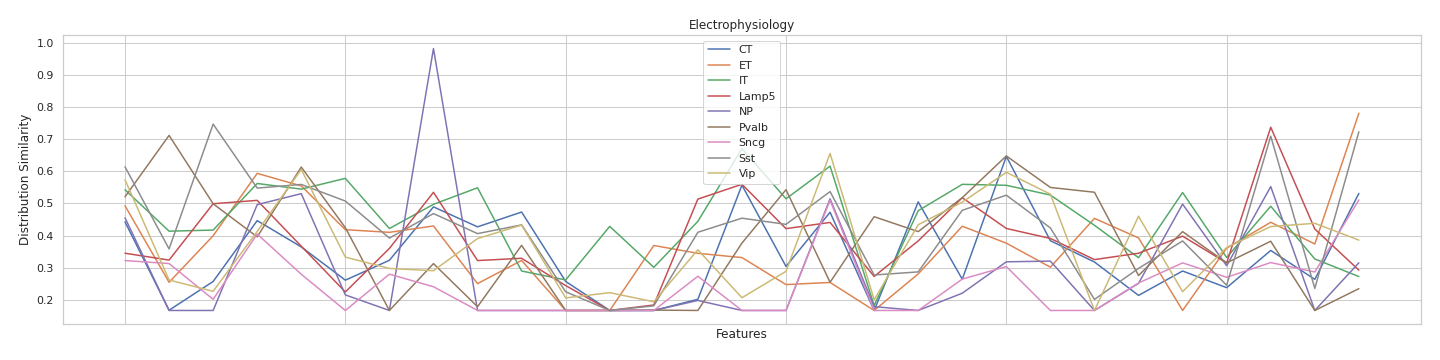 Electrophysiology
Distribution Similarity
1.0
0.9
0.8
0.7
0.6
0.5
0.4
0.3
0.2
CT
ET
IT
Lamp5
NP
Pvalb
Sncg
Sst
Vip
Features